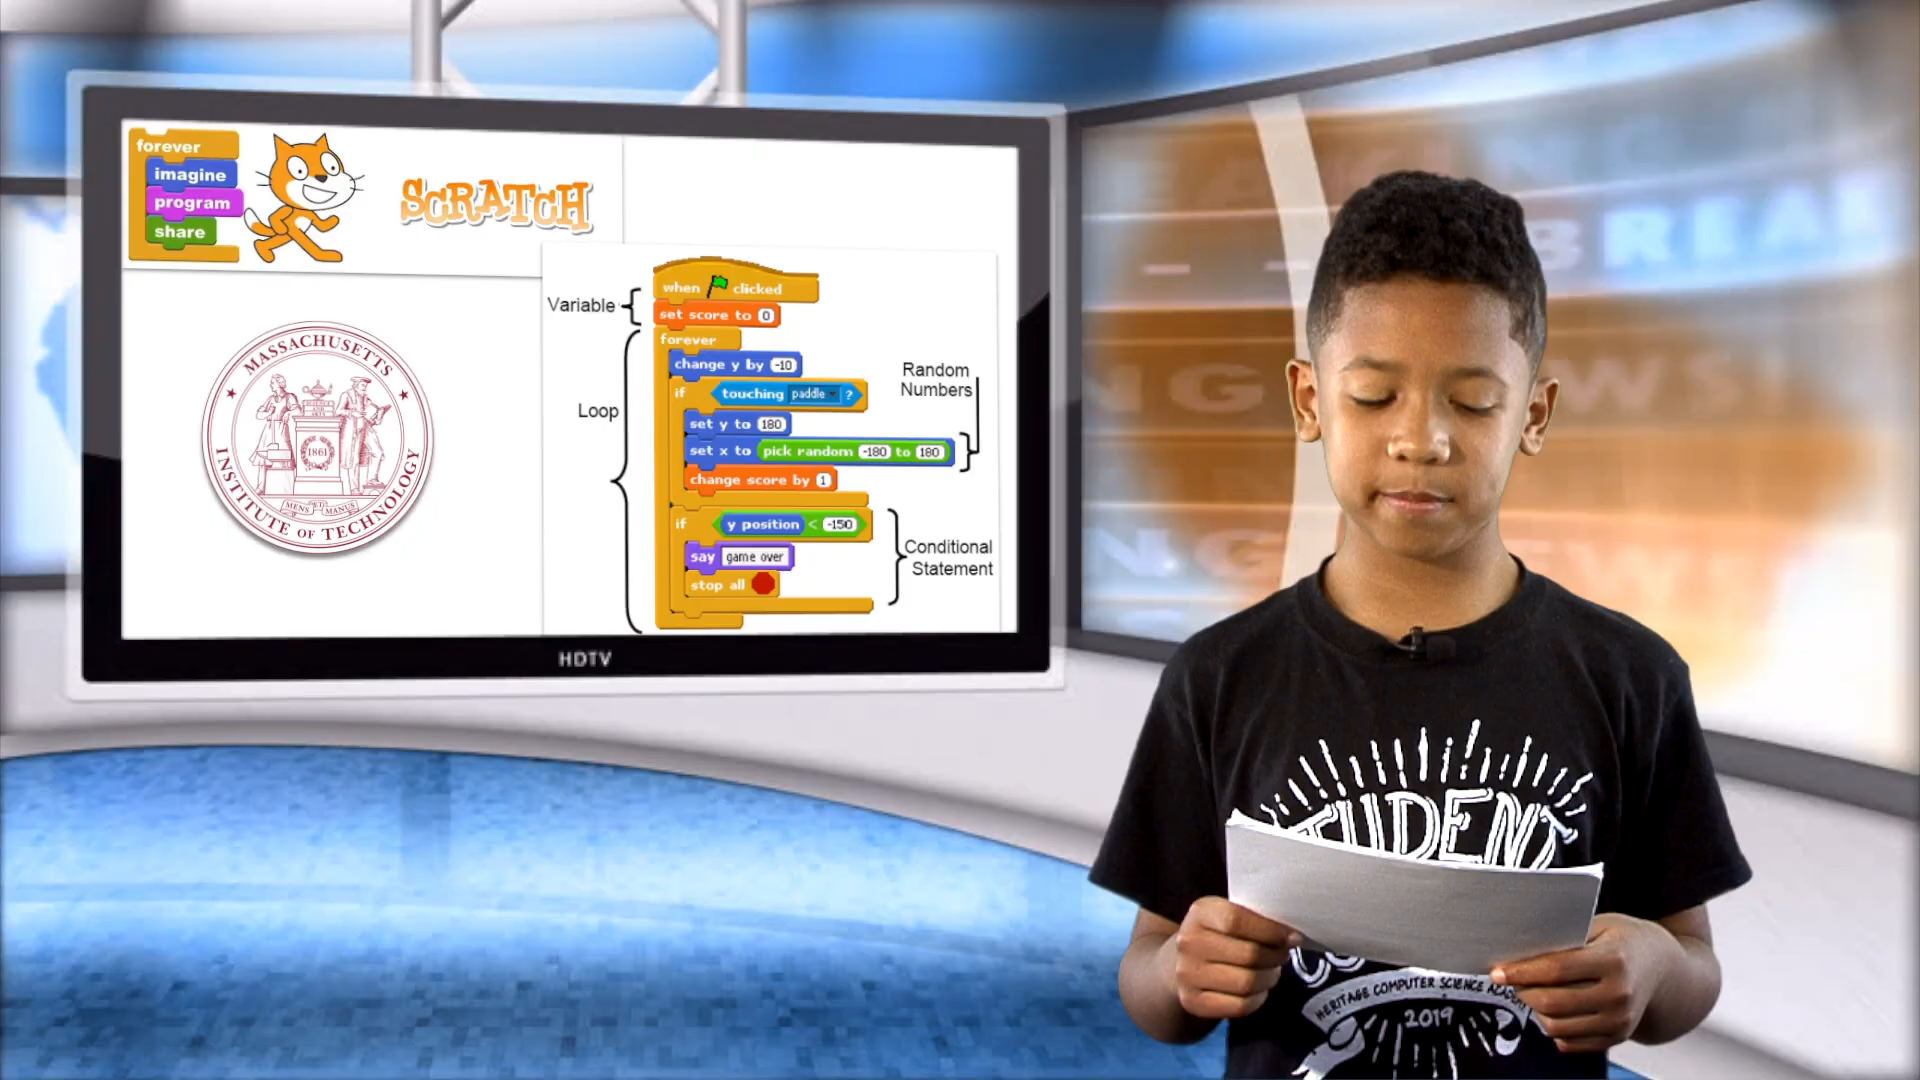 forever
imagine
program
share
SCRATCH
MASSACHUSETTS
INSTITUTE OF TECHNOLOGY
1861
MENS ET MANUS
Variable
Loop
when clicked
set score to 0
forever
change y by -10
if touching paddle ?
set y to 180
set x to pick random -180 to 180
change score by 1
if y position < -150
say game over
stop all
Random
Numbers
Conditional
Statement
HDTV
BREAKING
STUDENT
HERITAGE COMPUTER SCIENCE
2019